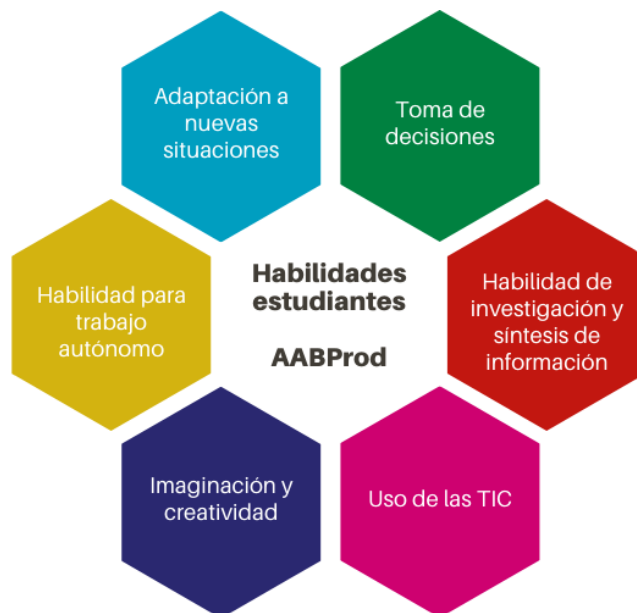 Adaptación a
nuevas
situaciones
Toma de
decisiones
Habilidad para
trabajo
autónomo
Habilidades
estudiantes
AABProd
Habilidad de
investigación y
síntesis de
información
Imaginación y
creatividad
Uso de las TIC